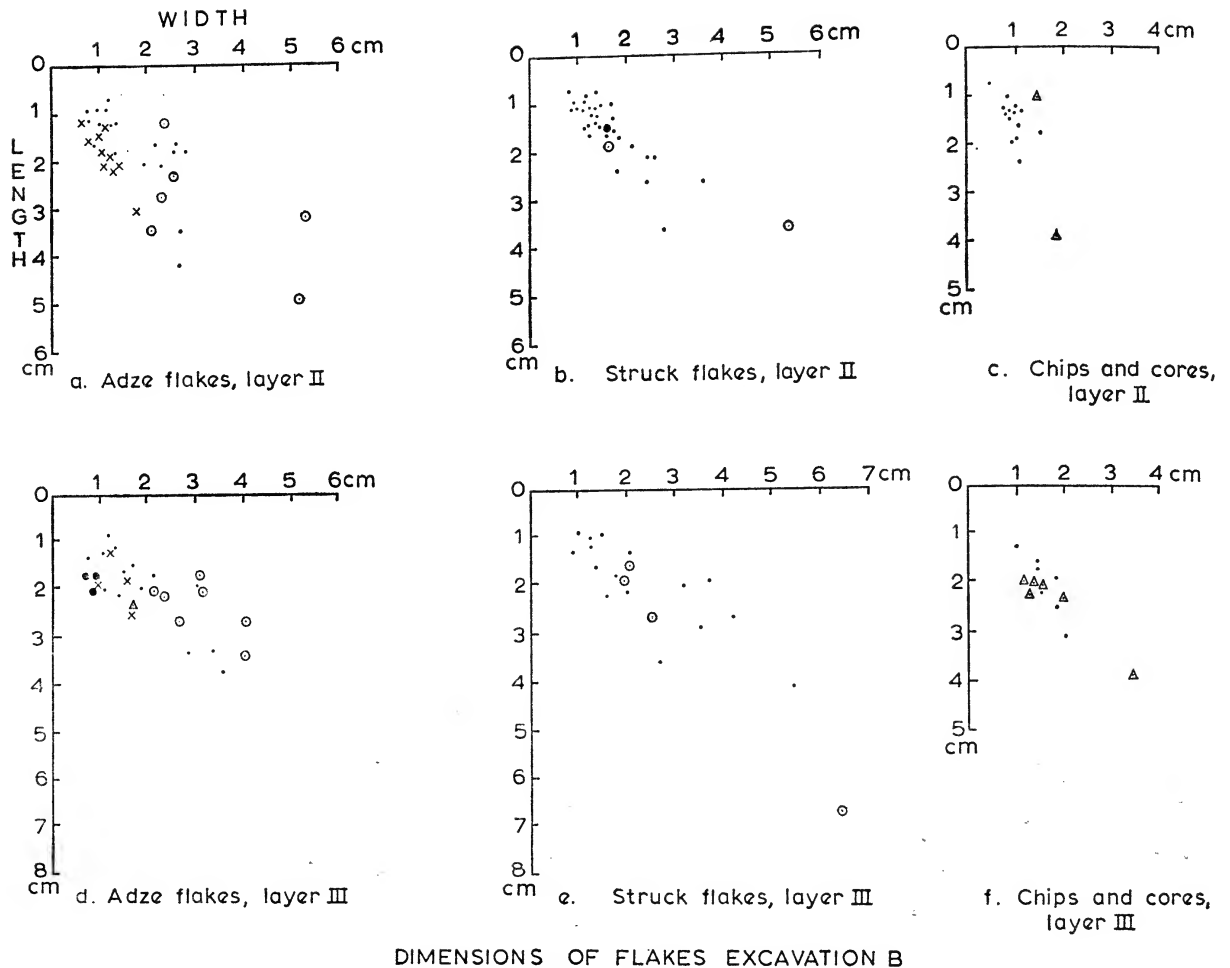 WIDTH
0 1 2 3 4 5 6 cm
LENGTH
1
2
3
4
5
6
cm
a. Adze flakes, layer II
0 1 2 3 4 5 6 cm
1
2
3
4
5
6
cm
b. Struck flakes, layer II
0 1 2 3 4 cm
1
2
3
4
5
cm
c. Chips and cores,
layer II
0 1 2 3 4 5 6 cm
1
2
3
4
5
6
7
8
cm
d. Adze flakes, layer III
0 1 2 3 4 5 6 7 cm
1
2
3
4
5
6
7
8
cm
e. Struck flakes, layer III
0 1 2 3 4 cm
1
2
3
4
5
cm
f. Chips and cores,
layer III
DIMENSIONS OF FLAKES EXCAVATION B